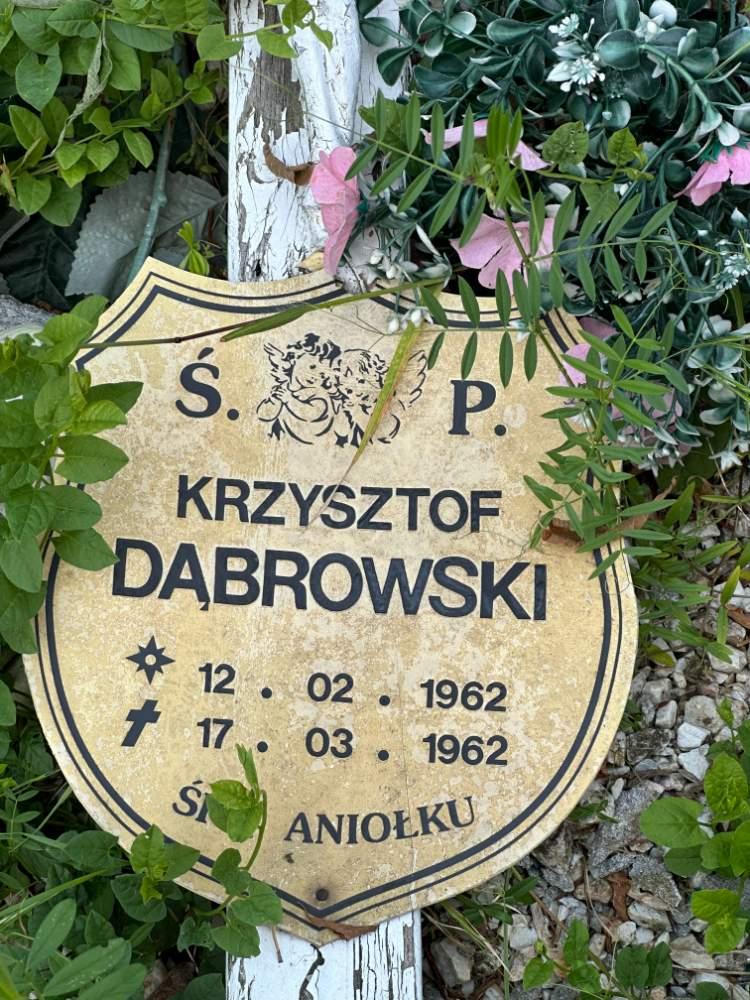 Ś. P.
KRZYSZTOF
DĄBROWSKI
12 . 02 . 1962
17 . 03 . 1962
ANIOŁKU